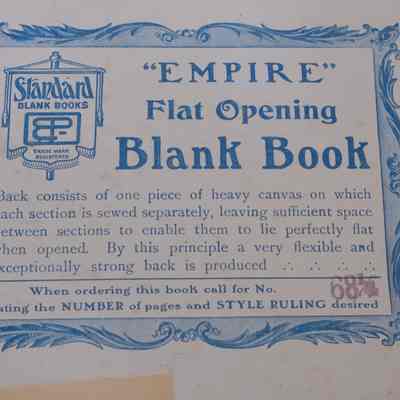 Standard
BLANK BOOKS
TRADE MARK
REGISTERED
"EMPIRE"
Flat Opening
Blank Book
Back consists of one piece of heavy canvas on which
each section is sewed separately, leaving sufficient space
between sections to enable them to lie perfectly flat
when opened. By this principle a very flexible and
exceptionally strong back is produced
When ordering this book call for No.
ating the NUMBER of pages and STYLE RULING desired